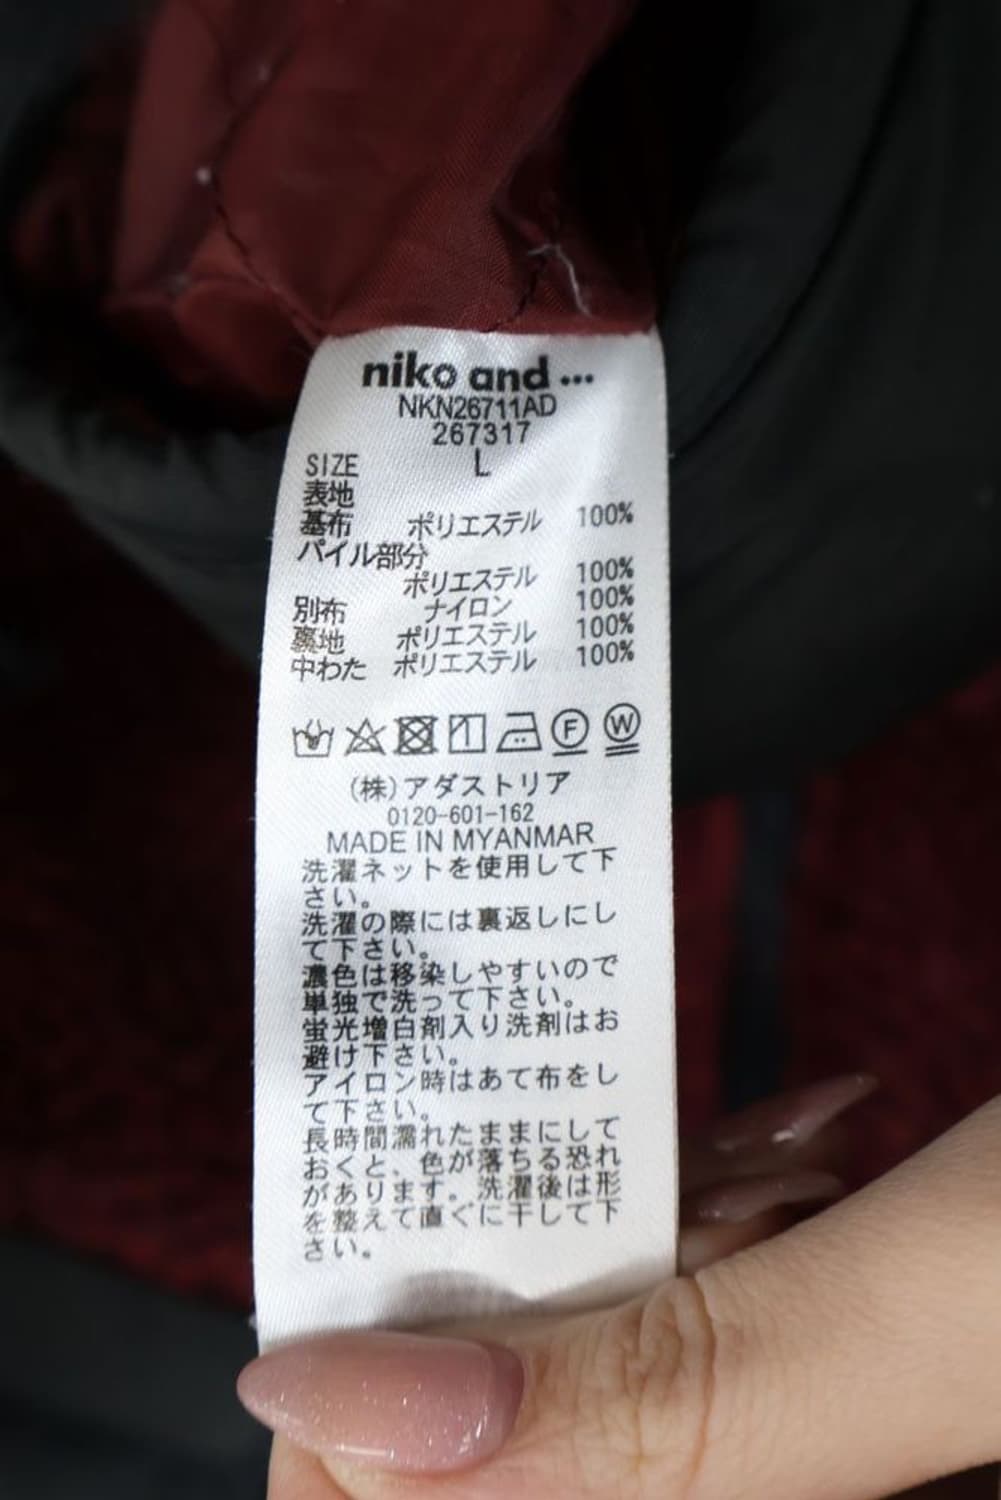 niko and ...
NKN26711AD
267317
SIZE L
表地
基布 ポリエステル 100%
パイル部分
ポリエステル 100%
別布 ナイロン 100%
裏地 ポリエステル 100%
中わた ポリエステル 100%
F W
(株)アダストリア
0120-601-162
MADE IN MYANMAR
洗濯ネットを使用して下
さい。
洗濯の際には裏返しにし
て下さい。
濃色は移染しやすいので
単独で洗って下さい。
蛍光増白剤入り洗剤はお
避け下さい。
アイロン時はあて布をし
て下さい。
長時間濡れたままにして
おくと、色が落ちる恐れ
があります。洗濯後は形
を整えて直ぐに干して下
さい。